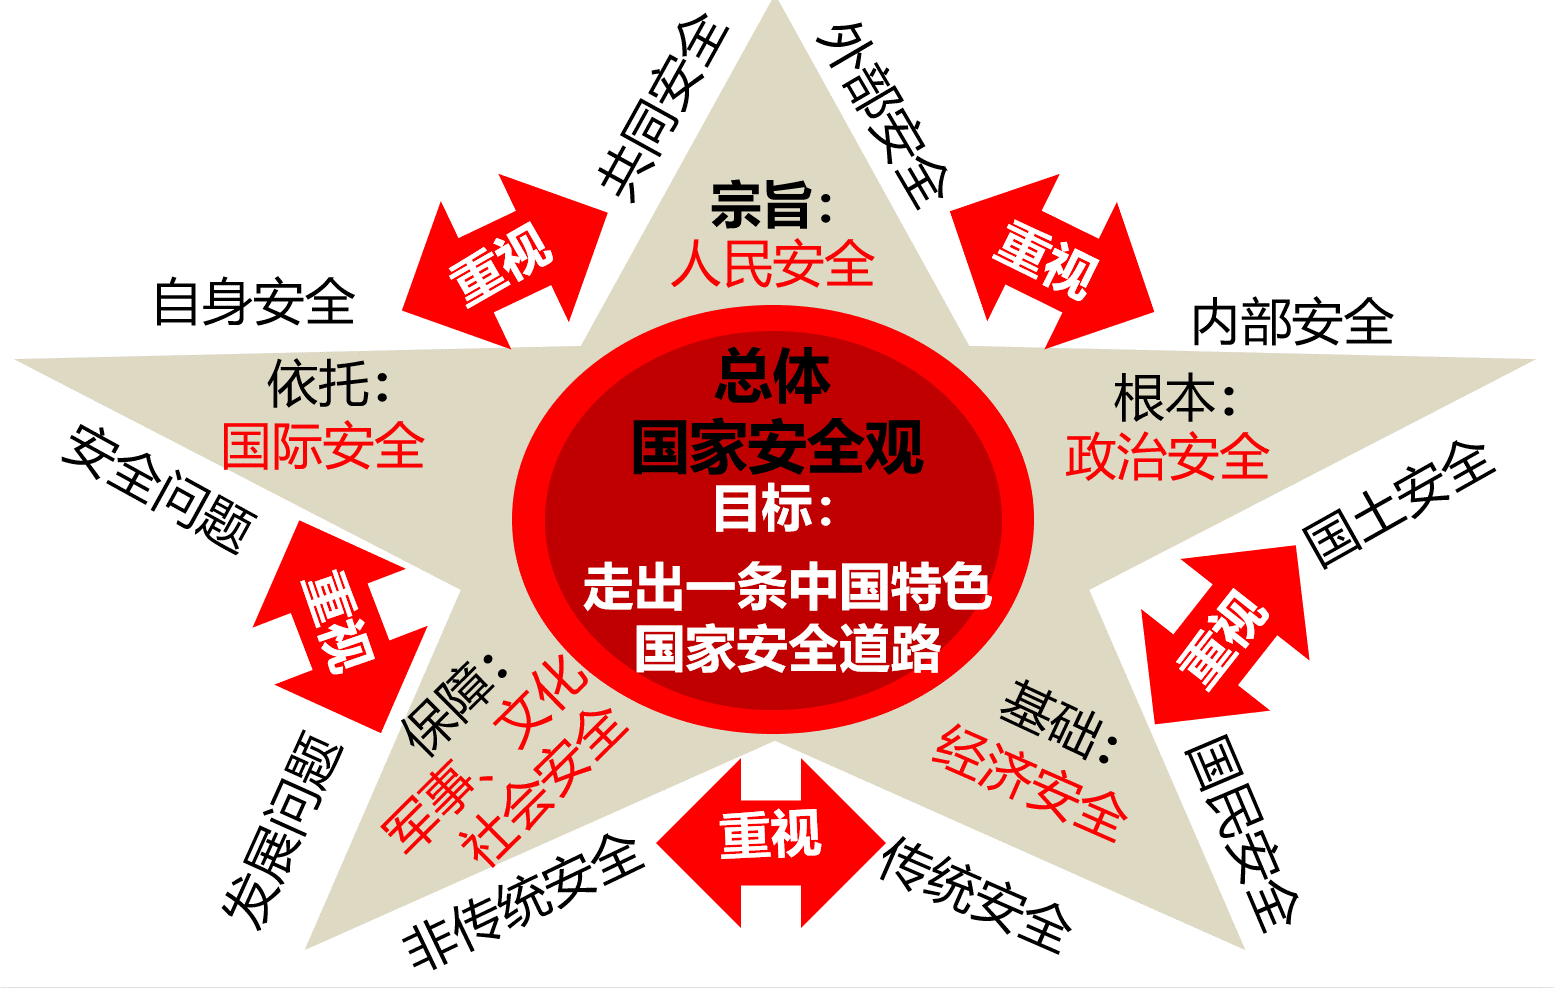 共同安全
外部安全
重视
重视
自身安全
内部安全
宗旨：
人民安全
依托：
国际安全
根本：
政治安全
总体
国家安全观
目标：
走出一条中国特色
国家安全道路
安全问题
国土安全
重视
重视
保障：
军事、文化
社会安全
基础：
经济安全
发展问题
国民安全
非传统安全
重视
传统安全